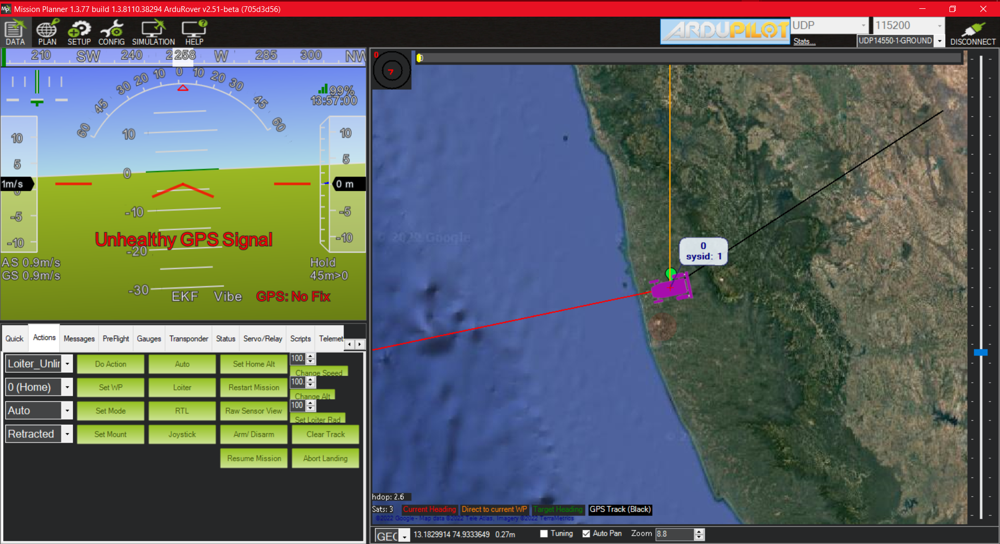 Mission Planner 1.3.77 build 1.3.8110.38294 ArduRover v2.51-beta (705d3d56)
DATA PLAN SETUP CONFIG SIMULATION HELP
ARDUPILOT
UDP 115200
Stats... UDP14550-1-GROUND DISCONNECT
210 SW 240 258 W 285 300 NW
60 45 30 20 10 0 10 20 30 45 60
99%
13:57:00
10 10 10
5 5
0
1m/s 0 m
0
-5 -10 -5
-10 -10
Unhealthy GPS Signal
-20
AS 0.9m/s Hold
GS 0.9m/s 45m>0
-30 EKF Vibe GPS: No Fix
Quick Actions Messages PreFlight Gauges Transponder Status Servo/Relay Scripts Telemet
Loiter_Unlir Do Action Auto Set Home Alt 100. Change Speed
0 (Home) Set WP Loiter Restart Mission 100. Change Alt
Auto Set Mode RTL Raw Sensor View 100 Set Loiter Rad
Retracted Set Mount Joystick Arm/ Disarm Clear Track
Resume Mission Abort Landing
0
7
2022 Google
0
sysid: 1
hdop: 2.6
Sats: 3 Current Heading Direct to current WP Target Heading GPS Track (Black)
©2022 Google - Map data ©2022 Tele Atlas, Imagery ©2022 TerraMetrics
GEO 13.1829914 74.9333649 0.27m Tuning Auto Pan Zoom 8.8